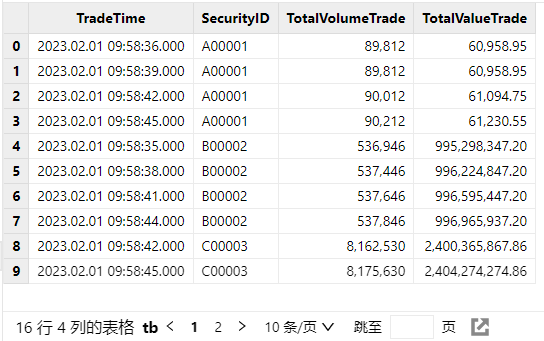 TradeTime SecurityID TotalVolumeTrade TotalValueTrade
0 2023.02.01 09:58:36.000 A00001 89,812 60,958.95
1 2023.02.01 09:58:39.000 A00001 89,812 60,958.95
2 2023.02.01 09:58:42.000 A00001 90,012 61,094.75
3 2023.02.01 09:58:45.000 A00001 90,212 61,230.55
4 2023.02.01 09:58:35.000 B00002 536,946 995,298,347.20
5 2023.02.01 09:58:38.000 B00002 537,446 996,224,847.20
6 2023.02.01 09:58:41.000 B00002 537,646 996,595,447.20
7 2023.02.01 09:58:44.000 B00002 537,846 996,965,937.20
8 2023.02.01 09:58:42.000 C00003 8,162,530 2,400,365,867.86
9 2023.02.01 09:58:45.000 C00003 8,175,630 2,404,274,274.86
16 行 4 列的表格 tb < 1 2 > 10 条/页 跳至 页